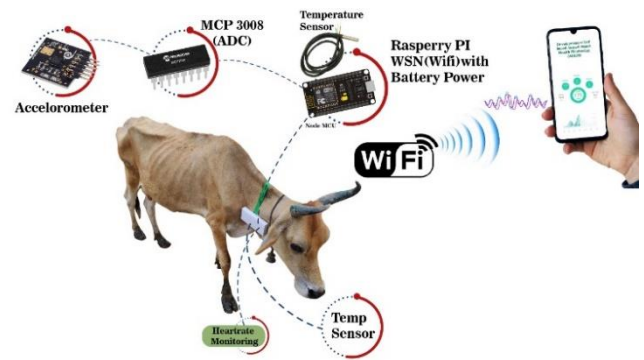 MCP 3008
(ADC)
Temperature
Sensor
Rasperry PI
WSN(Wifi)with
Battery Power
Accelorometer
Node MCU
WiFi
Heartrate
Monitoring
Temp
Sensor